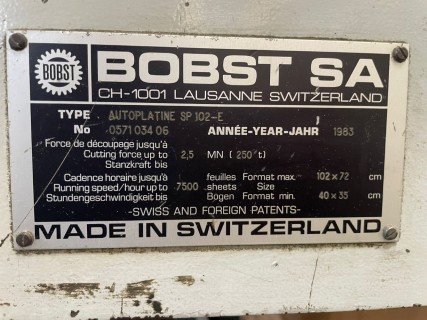 BOBST
BOBST SA
CH-1001 LAUSANNE SWITZERLAND
TYPE AUTOPLATINE SP 102-E
No 0571 034 06 ANNÉE-YEAR-JAHR 1983
Force de découpage jusqu'à
Cutting force up to 2,5 MN ( 250 t)
Stanzkraft bis
Cadence horaire jusqu'à feuilles Format max. 102 x 72 cm
Running speed/hour up to 7500 sheets Size
Stundengeschwindigkeit bis Bogen Format min. 40 x 35 cm
-SWISS AND FOREIGN PATENTS-
MADE IN SWITZERLAND